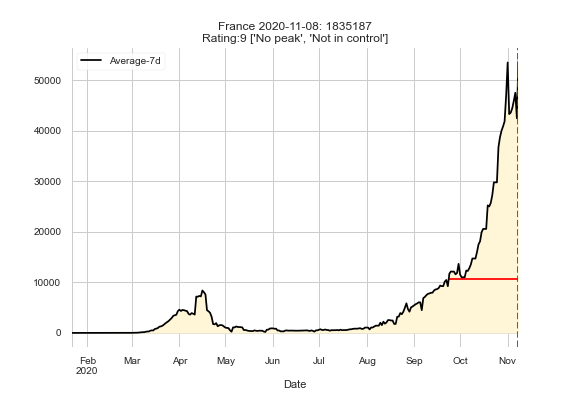 France 2020-11-08: 1835187
Rating:9 ['No peak', 'Not in control']
Average-7d
50000
40000
30000
20000
10000
0
Feb Mar Apr May Jun Jul Aug Sep Oct Nov
2020
Date